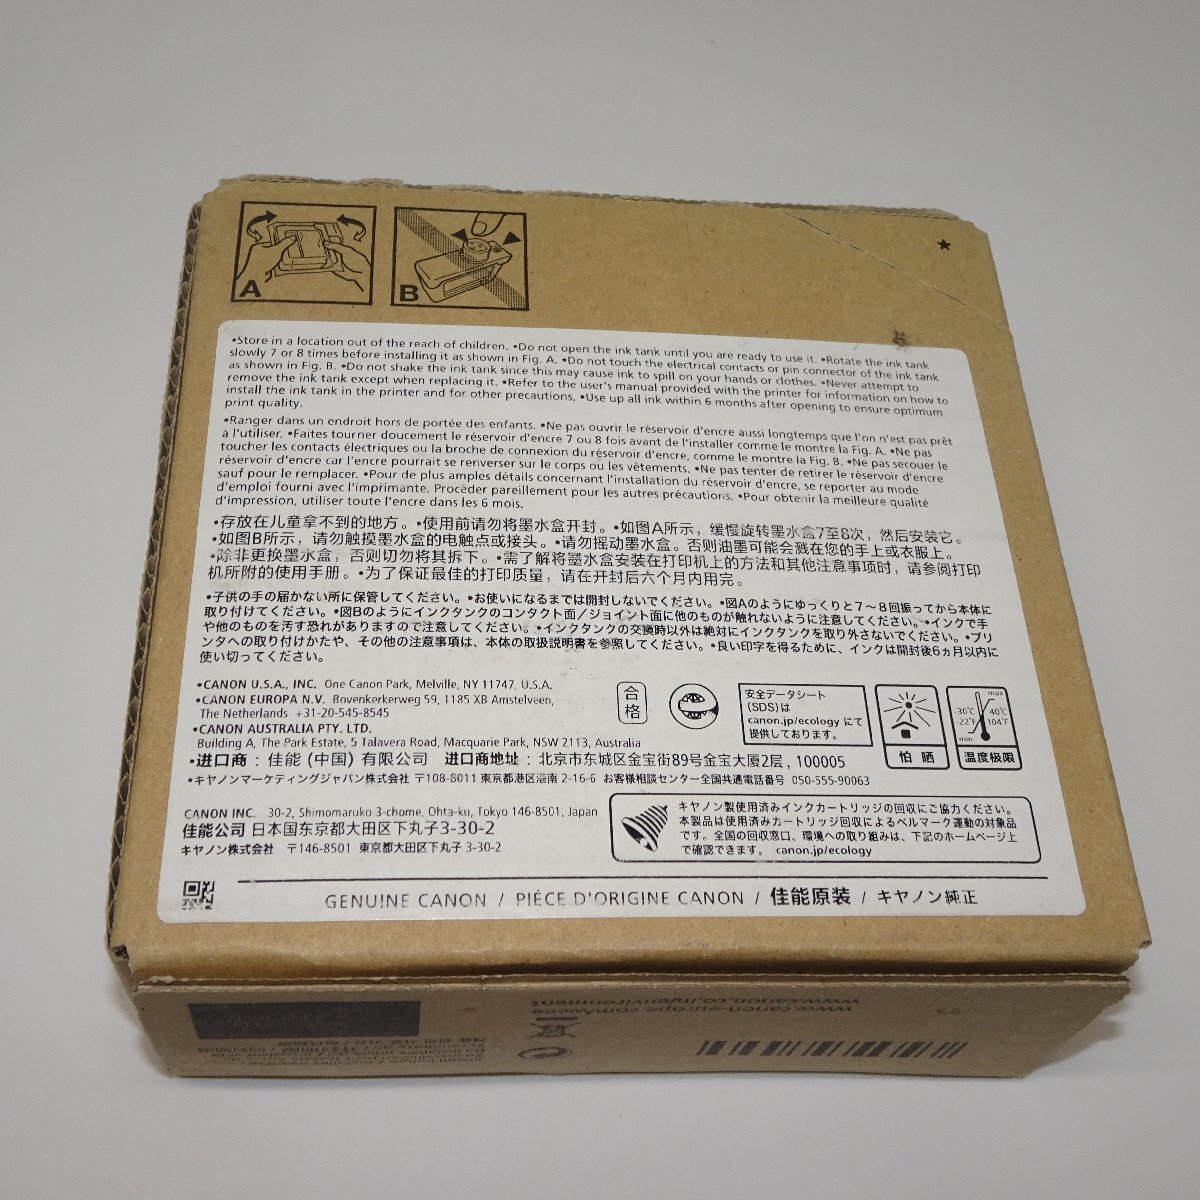 A
B
★
•Store in a location out of the reach of children. •Do not open the ink tank until you are ready to use it. •Rotate the ink tank
slowly 7 or 8 times before installing it as shown in Fig. A. •Do not touch the electrical contacts or pin connector of the ink tank
as shown in Fig. B. •Do not shake the ink tank since this may cause ink to spill on your hands or clothes. •Never attempt to
remove the ink tank except when replacing it. •Refer to the user's manual provided with the printer for information on how to
install the ink tank in the printer and for other precautions. •Use up all ink within 6 months after opening to ensure optimum
print quality.
•Ranger dans un endroit hors de portée des enfants. •Ne pas ouvrir le réservoir d'encre aussi longtemps que l'on n'est pas prêt
à l'utiliser. •Faites tourner doucement le réservoir d'encre 7 ou 8 fois avant de l'installer comme le montre la Fig. A. •Ne pas
toucher les contacts électriques ou la broche de connexion du réservoir d'encre, comme le montre la Fig. B. •Ne pas secouer le
réservoir d'encre car l'encre pourrait se renverser sur le corps ou les vêtements. •Ne pas tenter de retirer le réservoir d'encre
sauf pour le remplacer. •Pour de plus amples détails concernant l'installation du réservoir d'encre, se reporter au mode
d'emploi fourni avec l'imprimante. Procéder pareillement pour les autres précautions. •Pour obtenir la meilleure qualité
d'impression, utiliser toute l'encre dans les 6 mois.
•存放在儿童拿不到的地方。•使用前请勿将墨水盒开封。•如图A所示，缓慢旋转墨水盒7至8次，然后安装它。
•如图B所示，请勿触摸墨水盒的电触点或接头。•请勿摇动墨水盒。否则油墨可能会溅在您的手上或衣服上。
•除非更换墨水盒，否则切勿将其拆下。•需了解将墨水盒安装在打印机上的方法和其他注意事项时，请参阅打印
机所附的使用手册。•为了保证最佳的打印质量，请在开封后六个月内用完。
•子供の手の届かない所に保管してください。•お使いになるまでは開封しないでください。•図Aのようにゆっくりと7～8回振ってから本体に
取り付けてください。•図Bのようにインクタンクのコンタクト面／ジョイント面に他のものが触れないように注意してください。•インクで手
や他のものを汚す恐れがありますので注意してください。•インクタンクの交換時以外は絶対にインクタンクを取り外さないでください。•プリ
ンタへの取り付けかたや、その他の注意事項は、本体の取扱説明書を参照してください。•良い印字を得るために、インクは開封後6ヵ月以内に
使い切ってください。
•CANON U.S.A., INC. One Canon Park, Melville, NY 11747, U.S.A.
•CANON EUROPA N.V. Bovenkerkerweg 59, 1185 XB Amstelveen,
The Netherlands +31-20-545-8545
•CANON AUSTRALIA PTY. LTD.
Building A, The Park Estate, 5 Talavera Road, Macquarie Park, NSW 2113, Australia
•进口商：佳能（中国）有限公司 进口商地址：北京市东城区金宝街89号金宝大厦2层, 100005
•キヤノンマーケティングジャパン株式会社 〒108-8011 東京都港区港南 2-16-6 お客様相談センター全国共通電話番号 050-555-90063
合
格
安全データシート
(SDS)は
canon.jp/ecology にて
提供しております。
怕 晒
max
-30℃
-22°F
40℃
104°F
min
温度极限
CANON INC. 30-2, Shimomaruko 3-chome, Ohta-ku, Tokyo 146-8501, Japan
佳能公司 日本国东京都大田区下丸子3-30-2
キヤノン株式会社 〒146-8501 東京都大田区下丸子 3-30-2
キヤノン製使用済みインクカートリッジの回収にご協力ください。
本製品は使用済みカートリッジ回収によるベルマーク運動の対象品
です。全国の回収窓口、環境への取り組みは、下記のホームページ上
で確認できます。 canon.jp/ecology
GENUINE CANON / PIÉCE D'ORIGINE CANON / 佳能原装 / キヤノン純正
www.canon-europe.com/weee
www.canon.co.in/environment